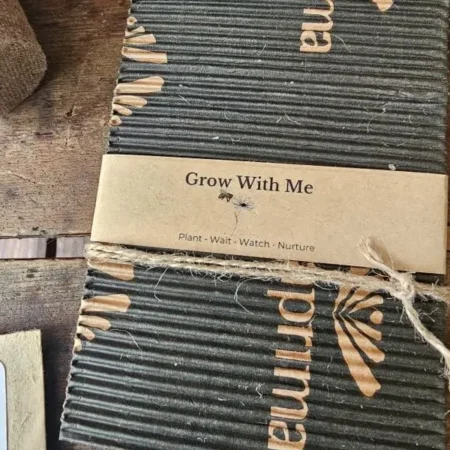 Grow With Me
Plant - Wait - Watch - Nurture